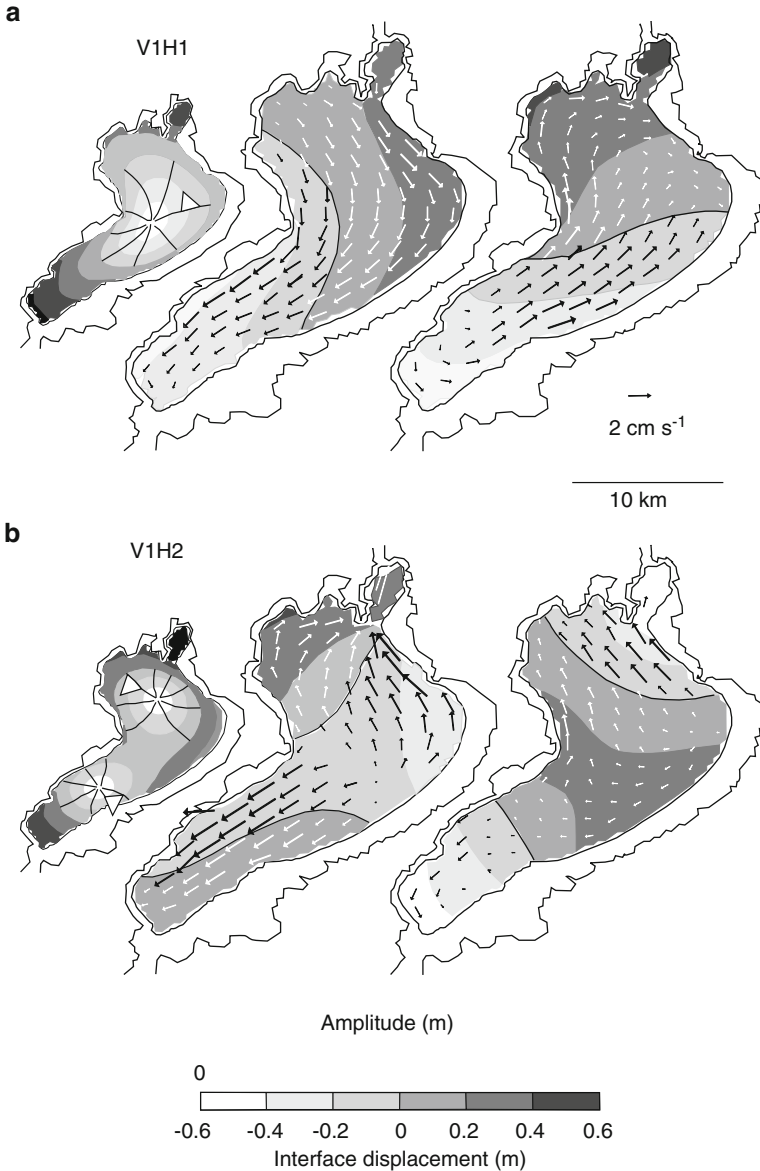 a
V1H1
2 cm s-1
10 km
b
V1H2
Amplitude (m)
0
-0.6 -0.4 -0.2 0 0.2 0.4 0.6
Interface displacement (m)